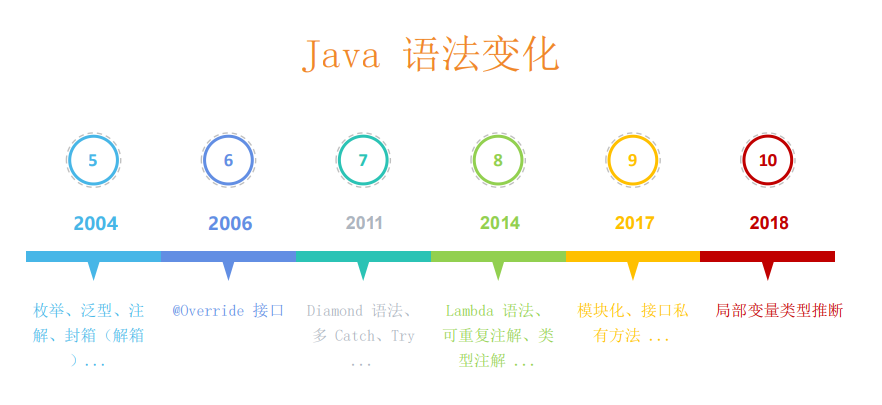 Java 语法变化
5
6
7
8
9
10
2004
2006
2011
2014
2017
2018
枚举、泛型、注
解、封箱（解箱
）...
@Override 接口
Diamond 语法、
多 Catch、Try
...
Lambda 语法、
可重复注解、类
型注解 ...
模块化、接口私
有方法 ...
局部变量类型推断